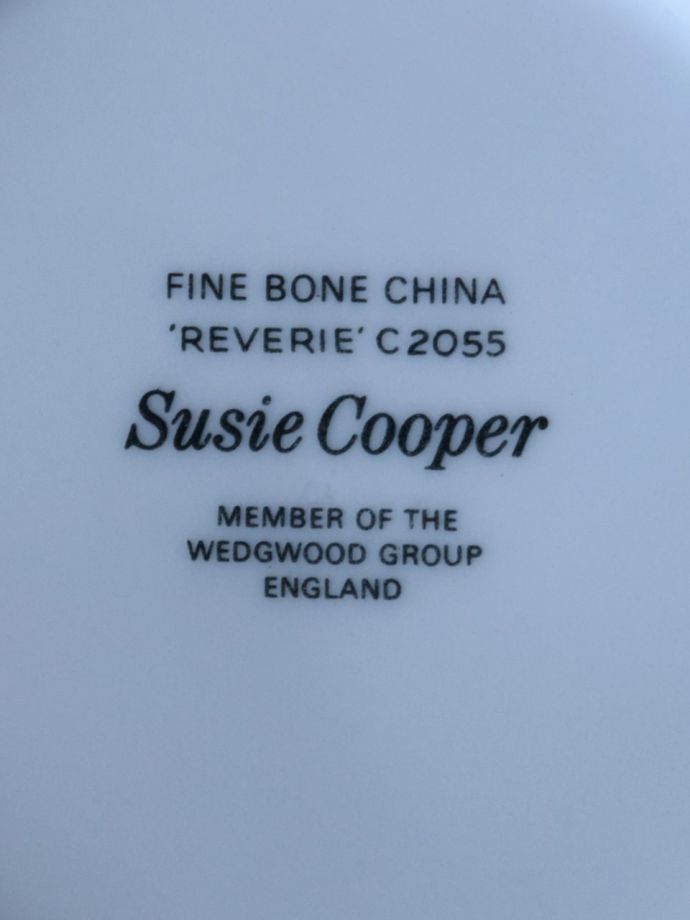 FINE BONE CHINA
'REVERIE' C2055
Susie Cooper
MEMBER OF THE
WEDGWOOD GROUP
ENGLAND